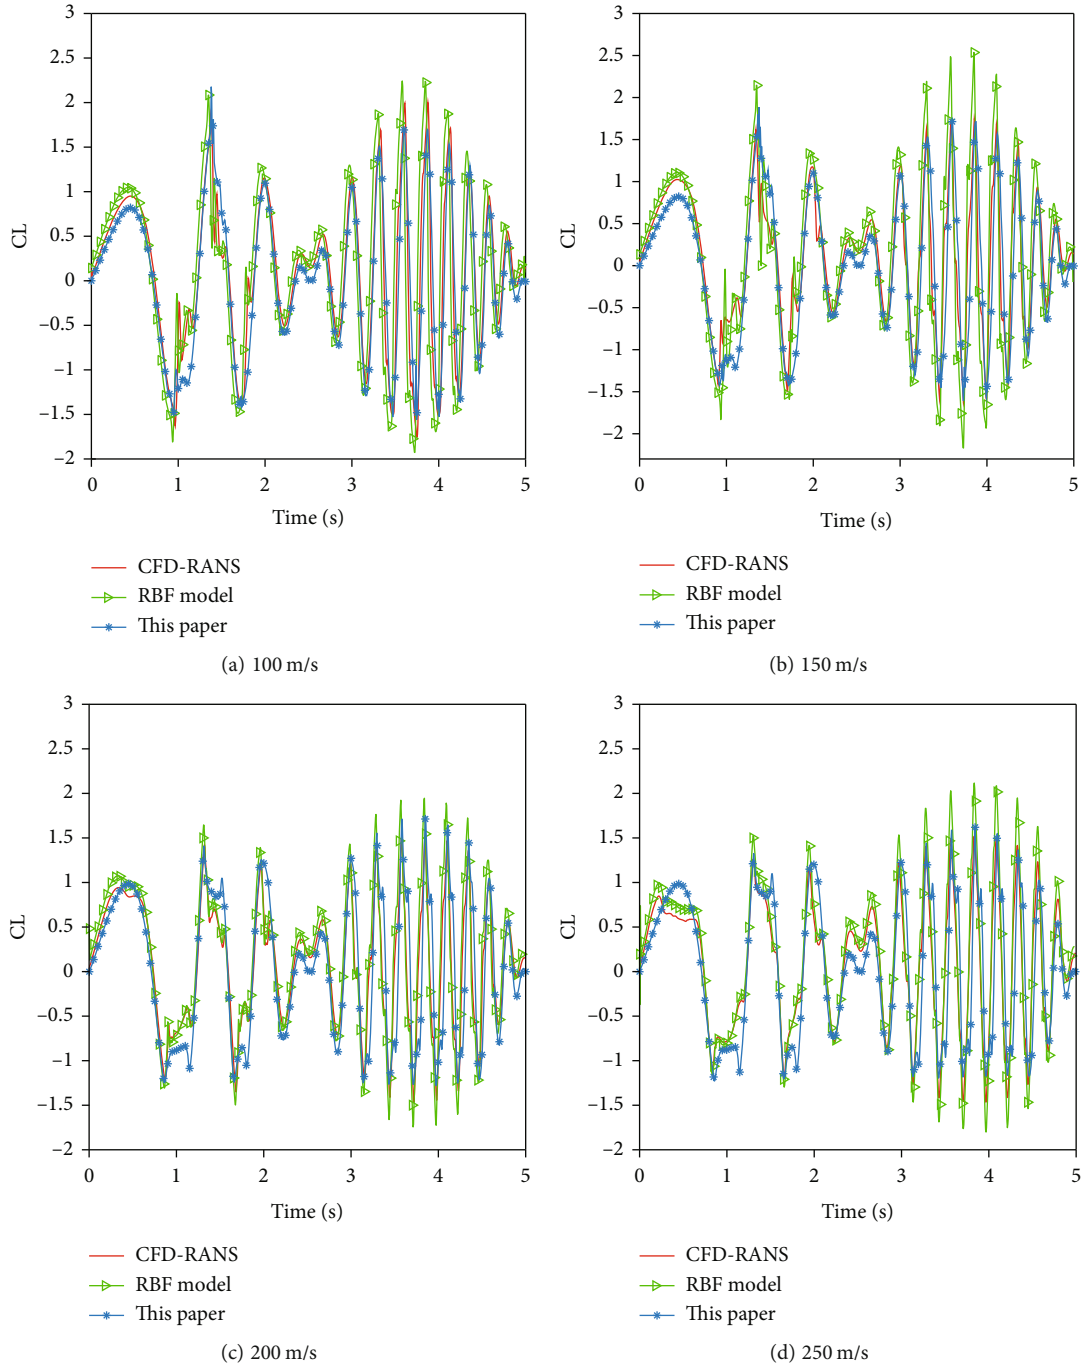 3
2.5
2
1.5
1
0.5
0
−0.5
−1
−1.5
−2
CL
0 1 2 3 4 5
Time (s)
CFD-RANS
RBF model
This paper
(a) 100 m/s
3
2.5
2
1.5
1
0.5
0
−0.5
−1
−1.5
−2
CL
0 1 2 3 4 5
Time (s)
CFD-RANS
RBF model
This paper
(b) 150 m/s
3
2.5
2
1.5
1
0.5
0
−0.5
−1
−1.5
−2
CL
0 1 2 3 4 5
Time (s)
CFD-RANS
RBF model
This paper
(c) 200 m/s
3
2.5
2
1.5
1
0.5
0
−0.5
−1
−1.5
−2
CL
0 1 2 3 4 5
Time (s)
CFD-RANS
RBF model
This paper
(d) 250 m/s